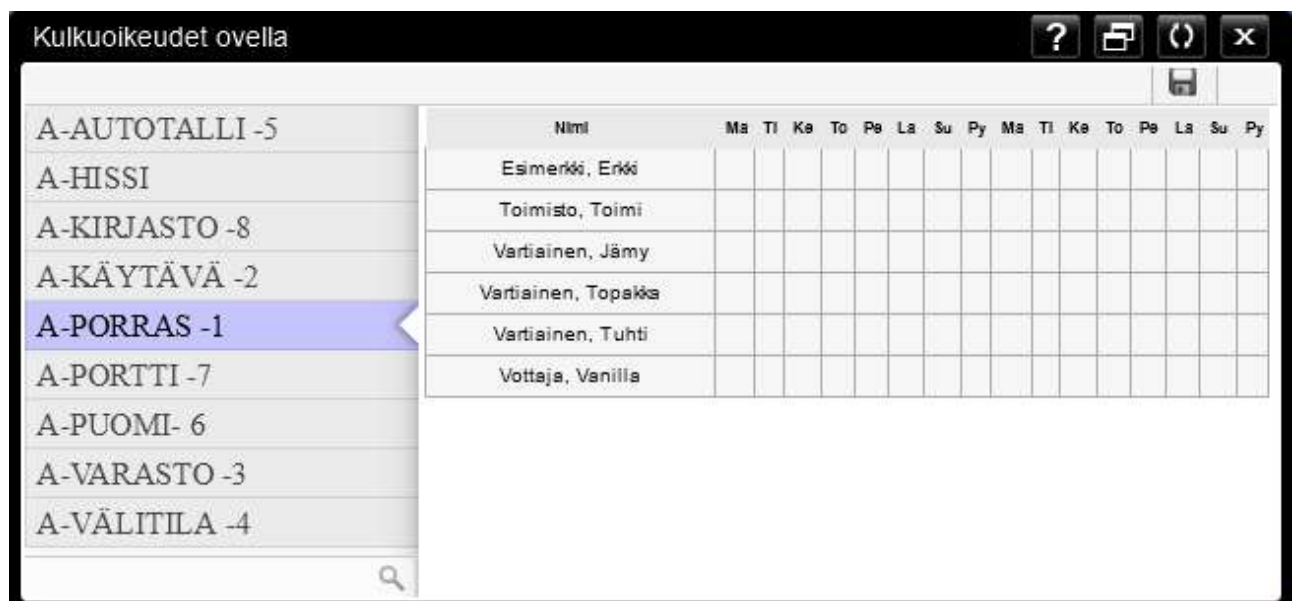 Kulkuoikeudet ovella
?
A-AUTOTALLI -5
A-HISSI
A-KIRJASTO -8
A-KÄYTÄVÄ -2
A-PORRAS -1
A-PORTTI -7
A-PUOMI- 6
A-VARASTO -3
A-VÄLITILA -4
Nimi Ma Ti Ke To Pe La Su Py Ma Ti Ke To Pe La Su Py
Esimerkki, Erkki
Toimisto, Toimi
Vartiainen, Jämy
Vartiainen, Topakka
Vartiainen, Tuhti
Vottaja, Vanilla